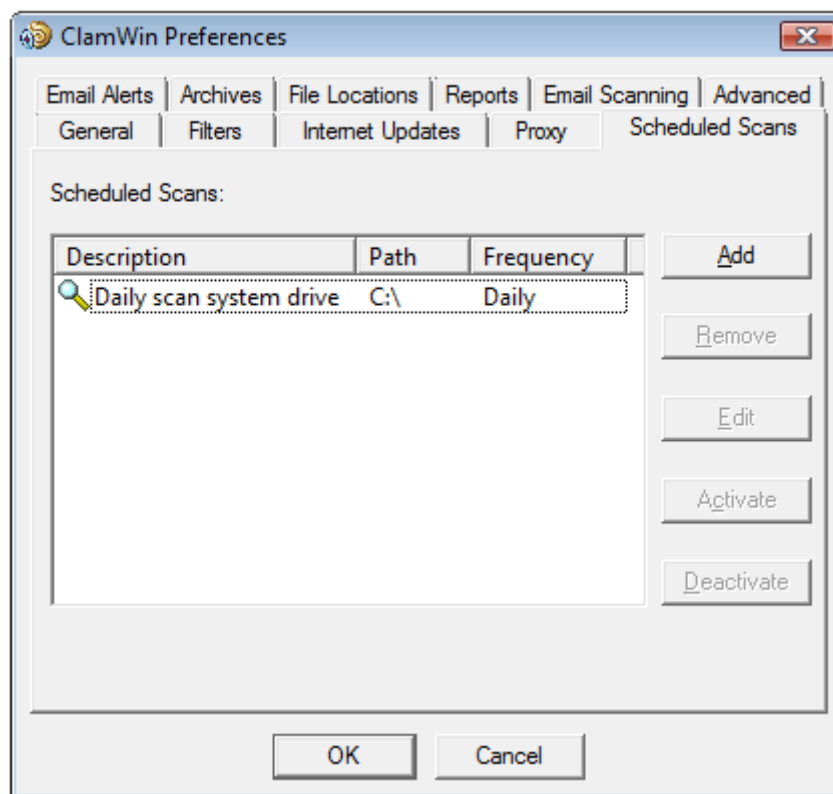 ClamWin Preferences
Email Alerts Archives File Locations Reports Email Scanning Advanced
General Filters Internet Updates Proxy Scheduled Scans
Scheduled Scans:
Description Path Frequency
Daily scan system drive C:\ Daily
Add
Remove
Edit
Activate
Deactivate
OK Cancel